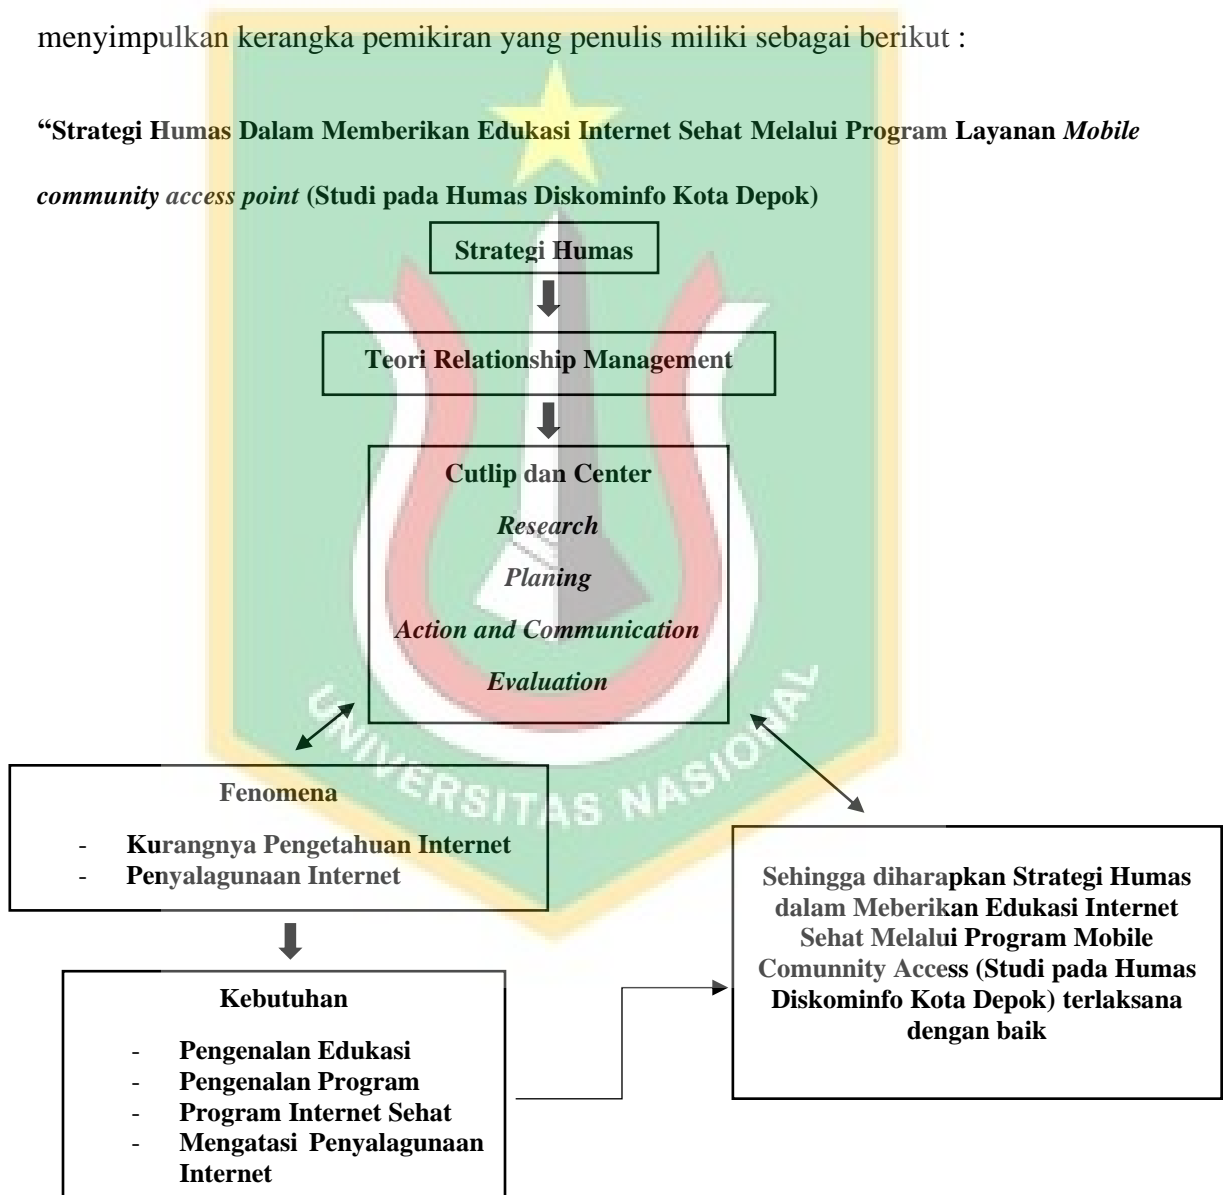 menyimpulkan kerangka pemikiran yang penulis miliki sebagai berikut :
“Strategi Humas Dalam Memberikan Edukasi Internet Sehat Melalui Program Layanan Mobile
community access point (Studi pada Humas Diskominfo Kota Depok)
Strategi Humas
Teori Relationship Management
Cutlip dan Center
Research
Planing
Action and Communication
Evaluation
UNIVERSITAS NASIONAL
Fenomena
- Kurangnya Pengetahuan Internet
- Penyalagunaan Internet
Kebutuhan
- Pengenalan Edukasi
- Pengenalan Program
- Program Internet Sehat
- Mengatasi Penyalagunaan
Internet
Sehingga diharapkan Strategi Humas
dalam Meberikan Edukasi Internet
Sehat Melalui Program Mobile
Comunnity Access (Studi pada Humas
Diskominfo Kota Depok) terlaksana
dengan baik